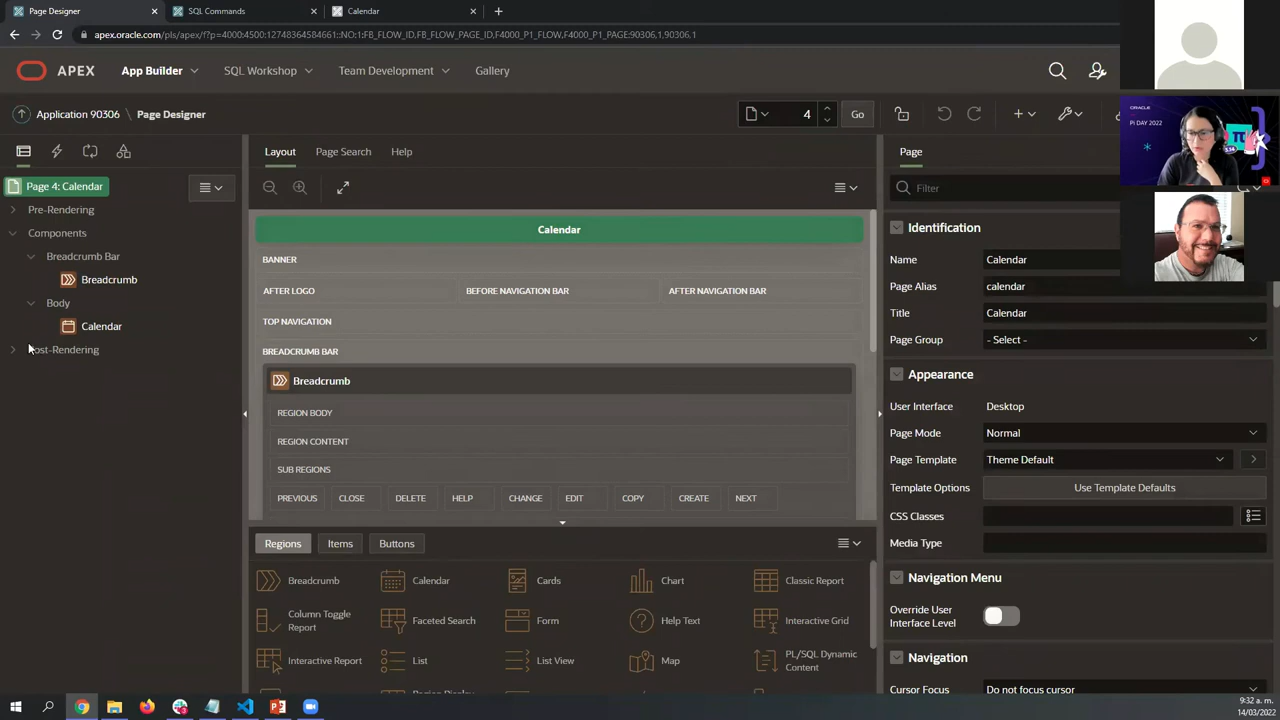 Page Designer
SQL Commands
Calendar
apex.oracle.com/pls/apex/f?p=4000:4500:12748364584661::NO:1:FB_FLOW_ID,FB_FLOW_PAGE_ID,F4000_P1_FLOW,F4000_P1_PAGE:90306,1,90306,1
APEX
App Builder
SQL Workshop
Team Development
Gallery
Application 90306
Page Designer
4
Go
ORACLE
Pi DAY 2022
Layout
Page Search
Help
Page
Page 4: Calendar
Filter
Pre-Rendering
Components
Breadcrumb Bar
Breadcrumb
Body
Calendar
Post-Rendering
Calendar
BANNER
AFTER LOGO
BEFORE NAVIGATION BAR
AFTER NAVIGATION BAR
TOP NAVIGATION
BREADCRUMB BAR
Breadcrumb
REGION BODY
REGION CONTENT
SUB REGIONS
PREVIOUS
CLOSE
DELETE
HELP
CHANGE
EDIT
COPY
CREATE
NEXT
Regions
Items
Buttons
Breadcrumb
Calendar
Cards
Chart
Classic Report
Column Toggle
Report
Faceted Search
Form
Help Text
Interactive Grid
Interactive Report
List
List View
Map
PL/SQL Dynamic
Content
Region Display
Identification
Name
Calendar
Page Alias
calendar
Title
Calendar
Page Group
- Select -
Appearance
User Interface
Desktop
Page Mode
Normal
Page Template
Theme Default
Template Options
Use Template Defaults
CSS Classes
Media Type
Navigation Menu
Override User
Interface Level
Navigation
Cursor Focus
Do not focus cursor
9:32 a. m.
14/03/2022